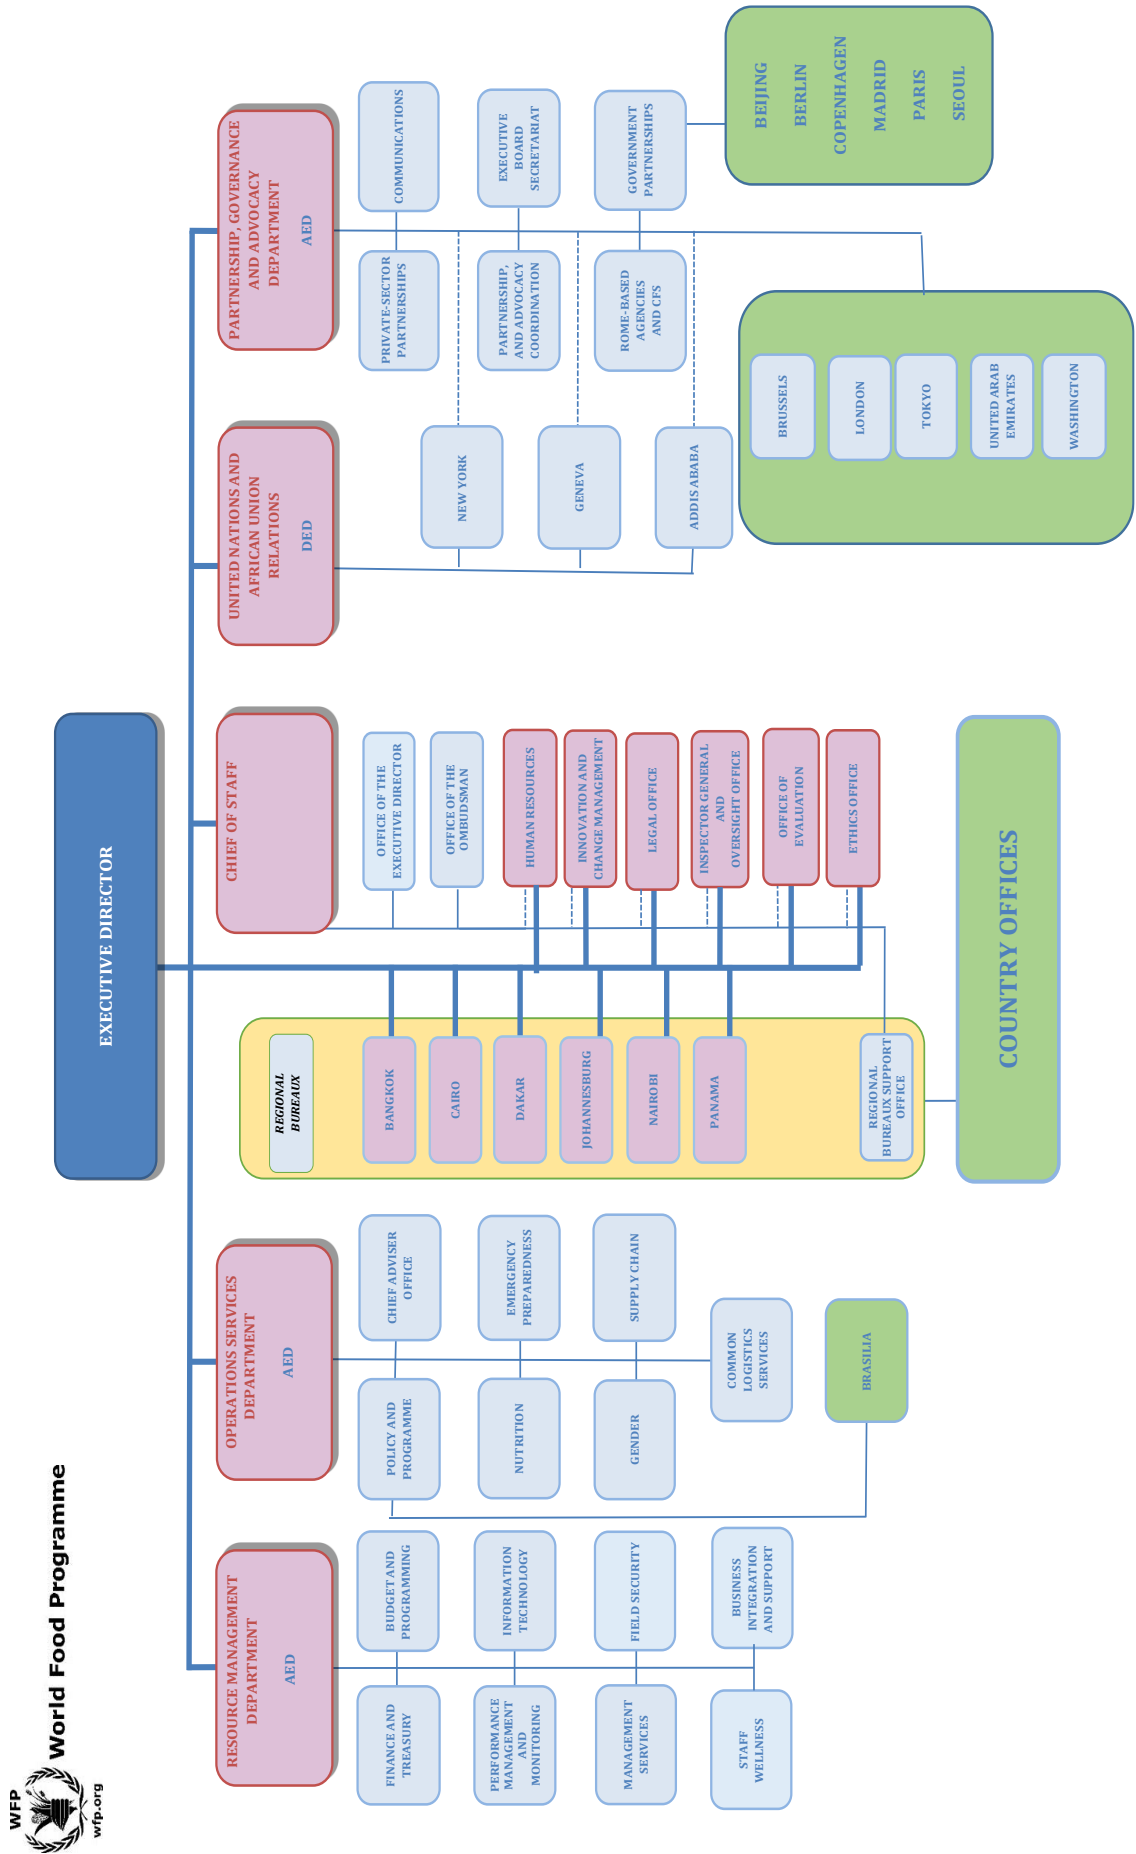 WFP
wfp.org
World Food Programme
EXECUTIVE DIRECTOR
RESOURCE MANAGEMENT
DEPARTMENT
AED
OPERATIONS SERVICES
DEPARTMENT
AED
CHIEF OF STAFF
UNITED NATIONS AND
AFRICAN UNION
RELATIONS
DED
PARTNERSHIP, GOVERNANCE
AND ADVOCACY
DEPARTMENT
AED
FINANCE AND
TREASURY
BUDGET AND
PROGRAMMING
PERFORMANCE
MANAGEMENT
AND
MONITORING
INFORMATION
TECHNOLOGY
MANAGEMENT
SERVICES
FIELD SECURITY
STAFF
WELLNESS
BUSINESS
INTEGRATION
AND SUPPORT
POLICY AND
PROGRAMME
CHIEF ADVISER
OFFICE
NUTRITION
EMERGENCY
PREPAREDNESS
GENDER
SUPPLY CHAIN
COMMON
LOGISTICS
SERVICES
BRASILIA
REGIONAL
BUREAUX
BANGKOK
CAIRO
DAKAR
JOHANNESBURG
NAIROBI
PANAMA
REGIONAL
BUREAUX SUPPORT
OFFICE
OFFICE OF THE
EXECUTIVE DIRECTOR
OFFICE OF THE
OMBUDSMAN
HUMAN RESOURCES
INNOVATION AND
CHANGE MANAGEMENT
LEGAL OFFICE
INSPECTOR GENERAL
AND
OVERSIGHT OFFICE
OFFICE OF
EVALUATION
ETHICS OFFICE
COUNTRY OFFICES
NEW YORK
GENEVA
ADDIS ABABA
PRIVATE-SECTOR
PARTNERSHIPS
COMMUNICATIONS
PARTNERSHIP,
AND ADVOCACY
COORDINATION
EXECUTIVE
BOARD
SECRETARIAT
ROME-BASED
AGENCIES
AND CFS
GOVERNMENT
PARTNERSHIPS
BRUSSELS
LONDON
TOKYO
UNITED ARAB
EMIRATES
WASHINGTON
BEIJING
BERLIN
COPENHAGEN
MADRID
PARIS
SEOUL